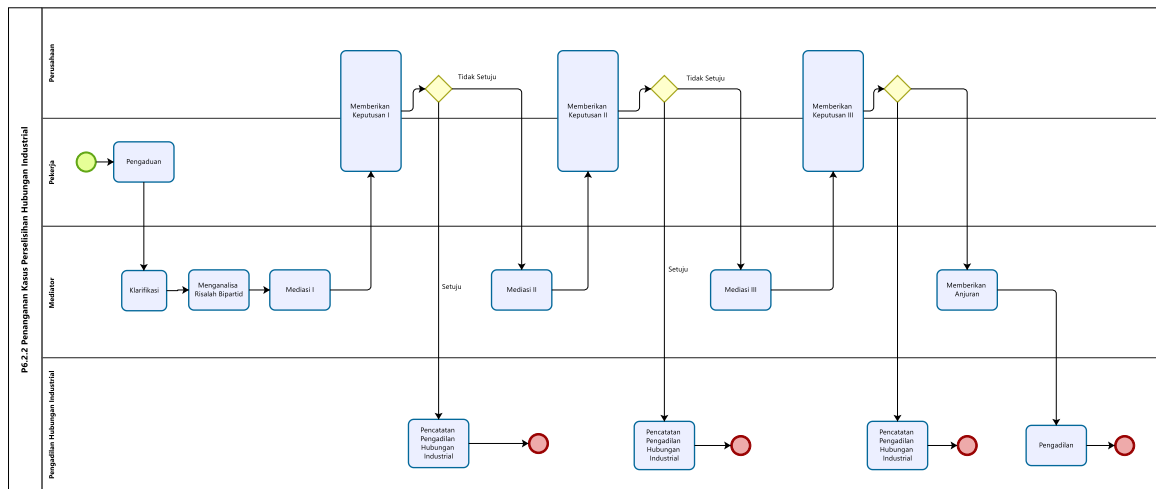 P6.2.2 Penanganan Kasus Perselisihan Hubungan Industrial
Perusahaan
Memberikan
Keputusan I
Tidak Setuju
Memberikan
Keputusan II
Tidak Setuju
Memberikan
Keputusan III
Pekerja
Pengaduan
Mediator
Klarifikasi
Menganalisa
Risalah Bipartid
Mediasi I
Setuju
Mediasi II
Setuju
Mediasi III
Memberikan
Anjuran
Pengadilan Hubungan Industrial
Pencatatan
Pengadilan
Hubungan
Industrial
Pencatatan
Pengadilan
Hubungan
Industrial
Pencatatan
Pengadilan
Hubungan
Industrial
Pengadilan